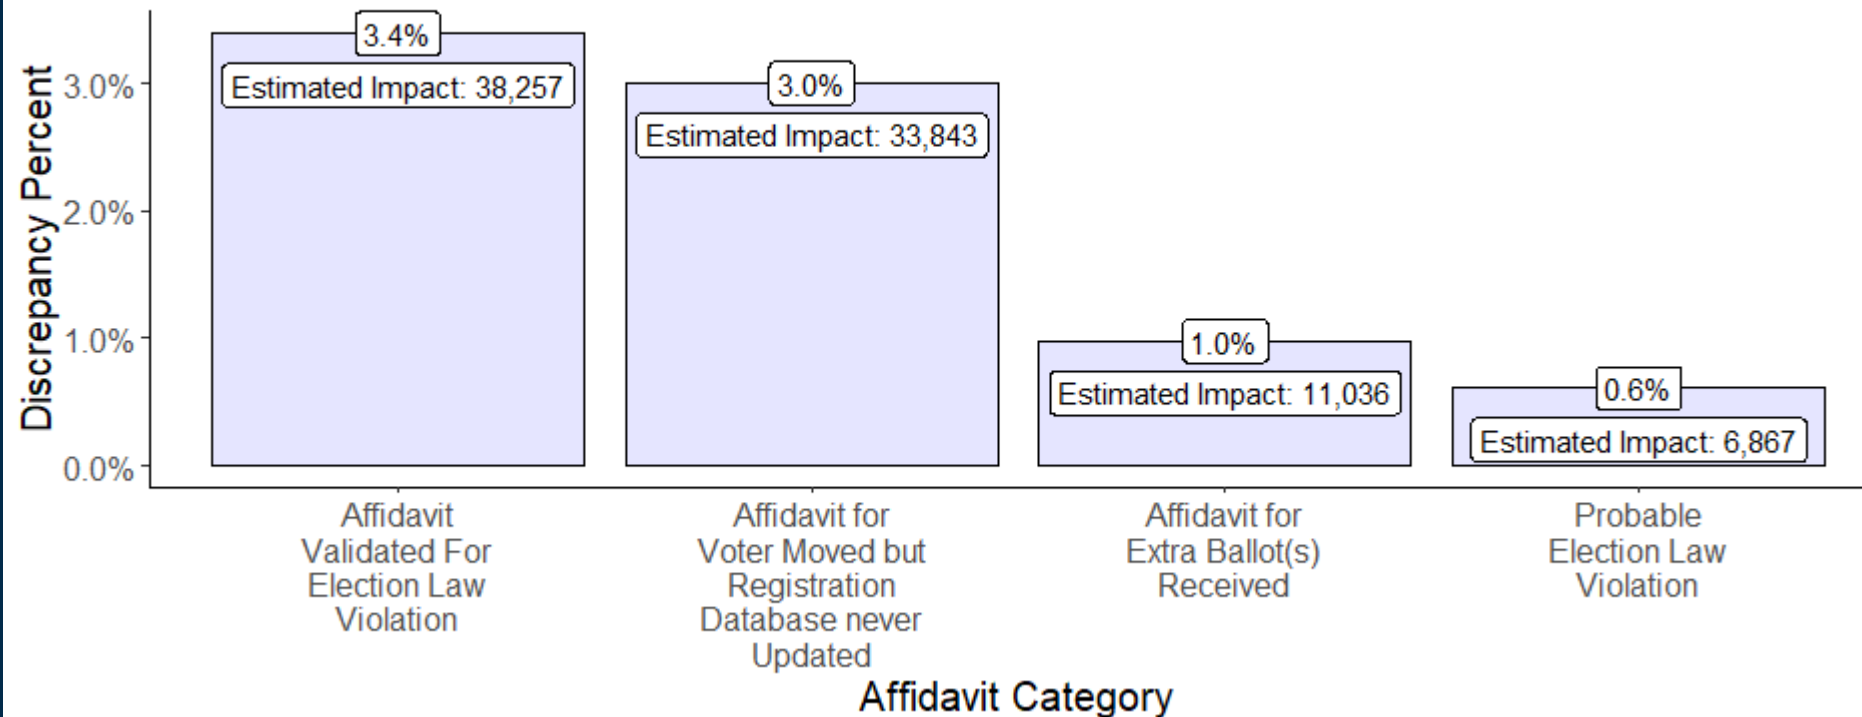 Discrepancy Percent
3.0%
2.0%
1.0%
0.0%
3.4%
Estimated Impact: 38,257
3.0%
Estimated Impact: 33,843
1.0%
Estimated Impact: 11,036
0.6%
Estimated Impact: 6,867
Affidavit
Validated For
Election Law
Violation
Affidavit for
Voter Moved but
Registration
Database never
Updated
Affidavit for
Extra Ballot(s)
Received
Probable
Election Law
Violation
Affidavit Category